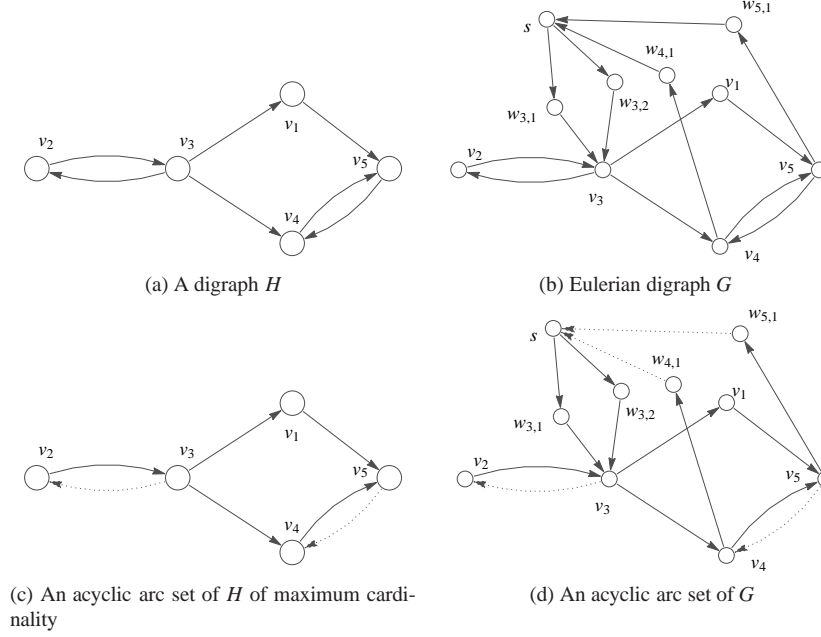 s
w3,1
w3,2
w4,1
w5,1
v1
v2
v3
v4
v5
v1
v2
v3
v4
v5
(a) A digraph H
(b) Eulerian digraph G
v1
v2
v3
v4
v5
s
w3,1
w3,2
w4,1
w5,1
v1
v2
v3
v4
v5
(c) An acyclic arc set of H of maximum cardi-
nality
(d) An acyclic arc set of G